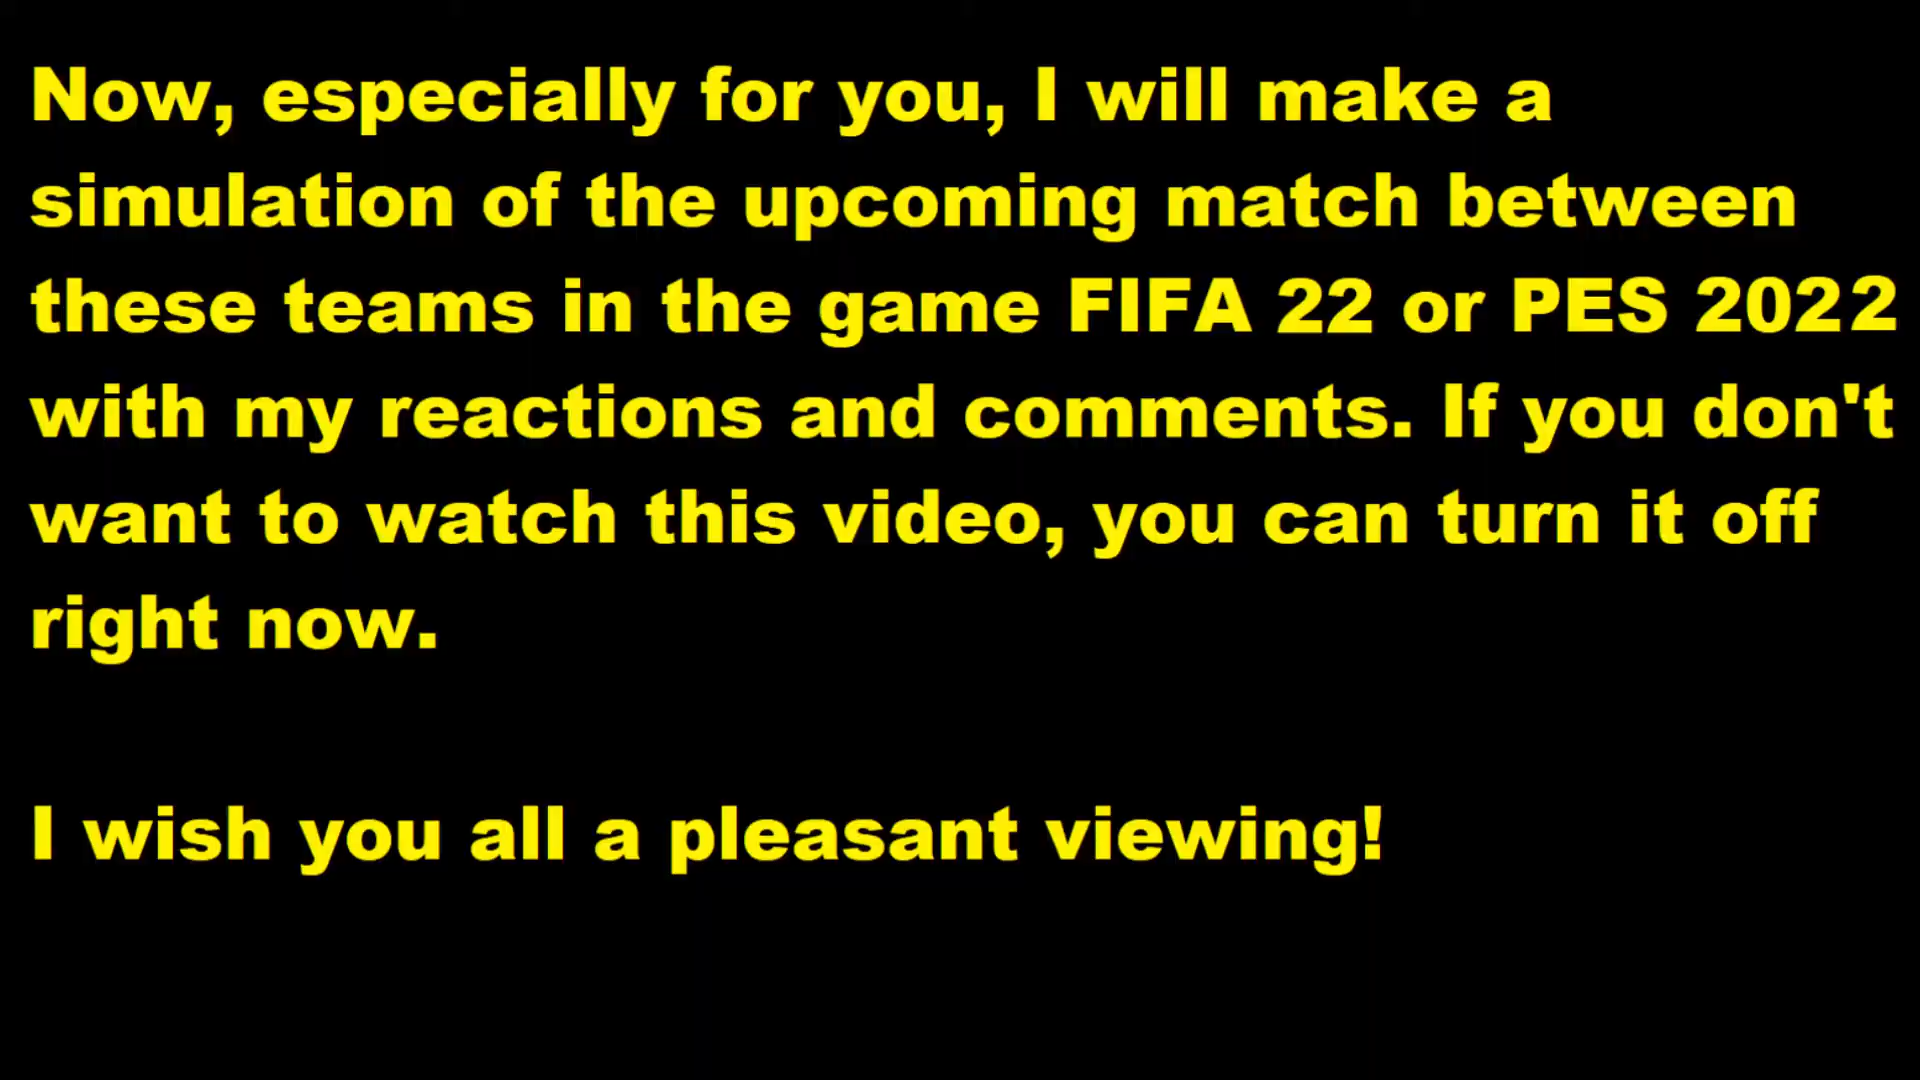 Now, especially for you, I will make a
simulation of the upcoming match between
these teams in the game FIFA 22 or PES 2022
with my reactions and comments. If you don't
want to watch this video, you can turn it off
right now.
I wish you all a pleasant viewing!